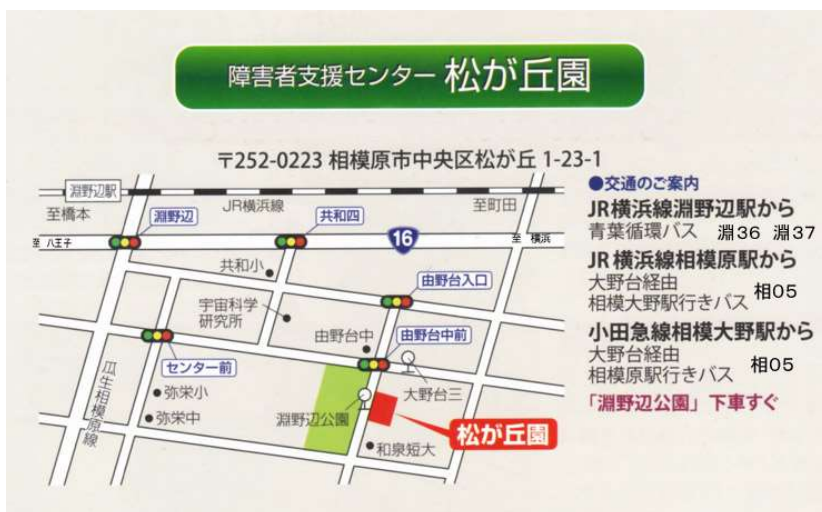 障害者支援センター 松が丘園
〒252-0223 相模原市中央区松が丘 1-23-1
淵野辺駅
至橋本
JR横浜線
至町田
淵野辺
共和四
至 八王子
16
至 横浜
共和小
由野台入口
宇宙科学
研究所
由野台中
由野台中前
センター前
大野台三
瓜生相模原線
弥栄小
弥栄中
淵野辺公園
松が丘園
和泉短大
●交通のご案内
JR横浜線淵野辺駅から
青葉循環バス 淵36 淵37
JR横浜線相模原駅から
大野台経由
相模大野駅行きバス 相05
小田急線相模大野駅から
大野台経由
相模原駅行きバス 相05
「淵野辺公園」下車すぐ